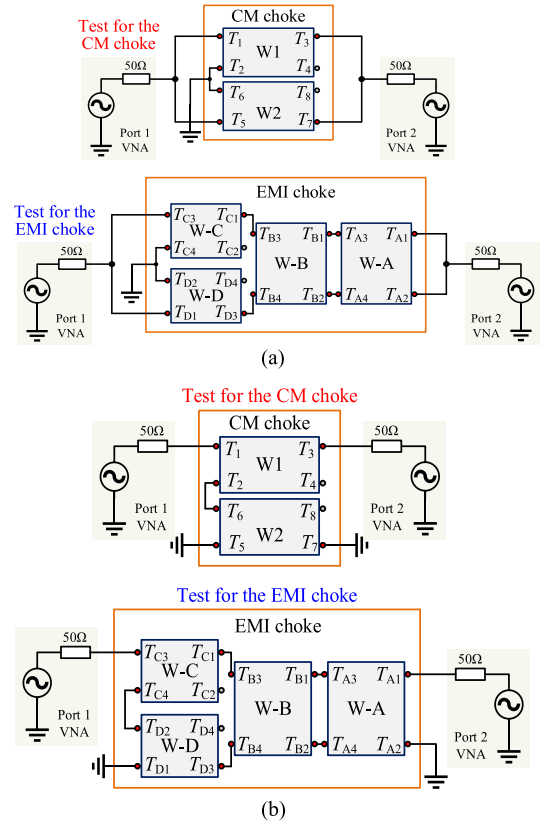 Test for the
CM choke
CM choke
50Ω
T1 W1 T3
T2 T4
T6 T8
W2
T5 T7
50Ω
Port 1
VNA
Port 2
VNA
Test for the
EMI choke
EMI choke
50Ω
TC3 TC1
W-C
TC4 TC2
TD2 TD4
W-D
TD1 TD3
TB3 TB1
W-B
TB4 TB2
TA3 TA1
W-A
TA4 TA2
50Ω
Port 1
VNA
Port 2
VNA
(a)
Test for the CM choke
CM choke
50Ω
T1 W1 T3
T2 T4
T6 T8
W2
T5 T7
50Ω
Port 1
VNA
Port 2
VNA
Test for the EMI choke
EMI choke
50Ω
TC3 TC1
W-C
TC4 TC2
TD2 TD4
W-D
TD1 TD3
TB3 TB1
W-B
TB4 TB2
TA3 TA1
W-A
TA4 TA2
50Ω
Port 1
VNA
Port 2
VNA
(b)